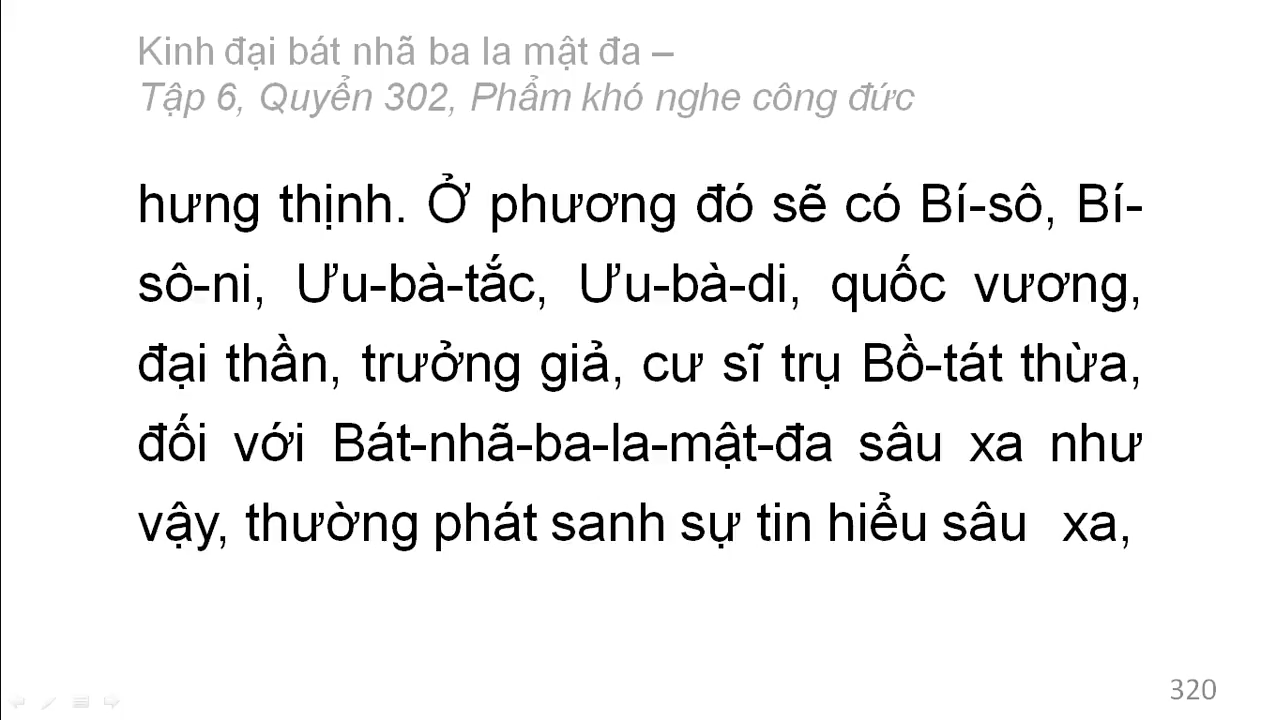 Kinh đại bát nhã ba la mật đa –
Tập 6, Quyển 302, Phẩm khó nghe công đức
hưng thịnh. Ở phương đó sẽ có Bí-sô, Bí-
sô-ni, Ưu-bà-tắc, Ưu-bà-di, quốc vương,
đại thần, trưởng giả, cư sĩ trụ Bồ-tát thừa,
đối với Bát-nhã-ba-la-mật-đa sâu xa như
vậy, thường phát sanh sự tin hiểu sâu xa,
320